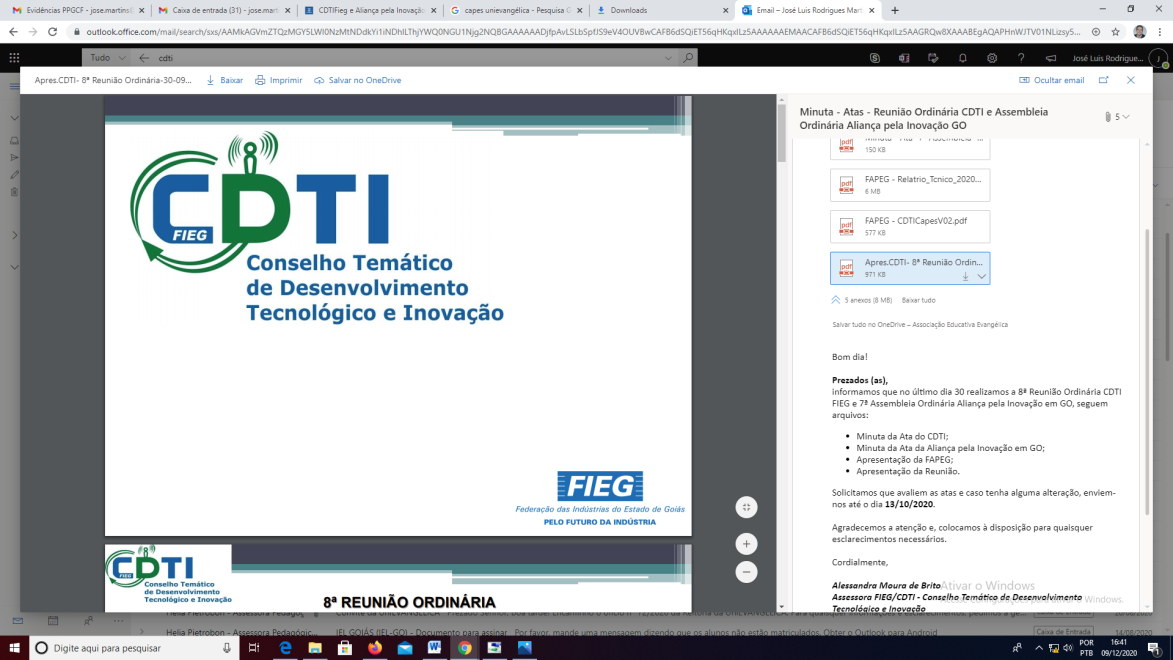 Evidências PPGCF - jose.martins
Caixa de entrada (31) - jose.mart
CDTIFieg e Aliança pela Inovação
capes unievangélica - Pesquisa G
Downloads
Email – José Luis Rodrigues Mart
outlook.office.com/mail/search/sxs/
Tudo
cdti
José Luis Rodrigue...
Apres.CDTI- 8ª Reunião Ordinária-30-09...
Baixar
Imprimir
Salvar no OneDrive
Ocultar email
CDTI
FIEG
Conselho Temático
de Desenvolvimento
Tecnológico e Inovação
FIEG
Federação das Indústrias do Estado de Goiás
PELO FUTURO DA INDÚSTRIA
CDTI
FIEG
Conselho Temático
de Desenvolvimento
Tecnológico e Inovação
8ª REUNIÃO ORDINÁRIA
Minuta - Atas - Reunião Ordinária CDTI e Assembleia
Ordinária Aliança pela Inovação GO
5
150 KB
FAPEG - Relatrio_Tcnico_2020...
6 MB
FAPEG - CDTICapesV02.pdf
577 KB
Apres.CDTI- 8ª Reunião Ordin...
971 KB
5 anexos (8 MB) Baixar tudo
Salvar tudo no OneDrive – Associação Educativa Evangélica
Bom dia!
Prezados (as),
informamos que no último dia 30 realizamos a 8ª Reunião Ordinária CDTI
FIEG e 7ª Assembleia Ordinária Aliança pela Inovação em GO, seguem
arquivos:
• Minuta da Ata do CDTI;
• Minuta da Ata da Aliança pela Inovação em GO;
• Apresentação da FAPEG;
• Apresentação da Reunião.
Solicitamos que avaliem as atas e caso tenha alguma alteração, enviem-
nos até o dia 13/10/2020.
Agradecemos a atenção e, colocamos à disposição para quaisquer
esclarecimentos necessários.
Cordialmente,
Alessandra Moura de Brito
Assessora FIEG/CDTI - Conselho Temático de Desenvolvimento
Tecnológico e Inovação
Ativar o Windows
Windows.
Helia Pietrobon - Assessora Pedagógic...
IEL GOIÁS (IEL-GO) - Documento para assinar Por favor, mande uma mensagem dizendo que os alunos não estão matriculados. Obter o Outlook para Android
Caixa de Entrada
14/08/2020
Digite aqui para pesquisar
POR
PTB
16:41
09/12/2020